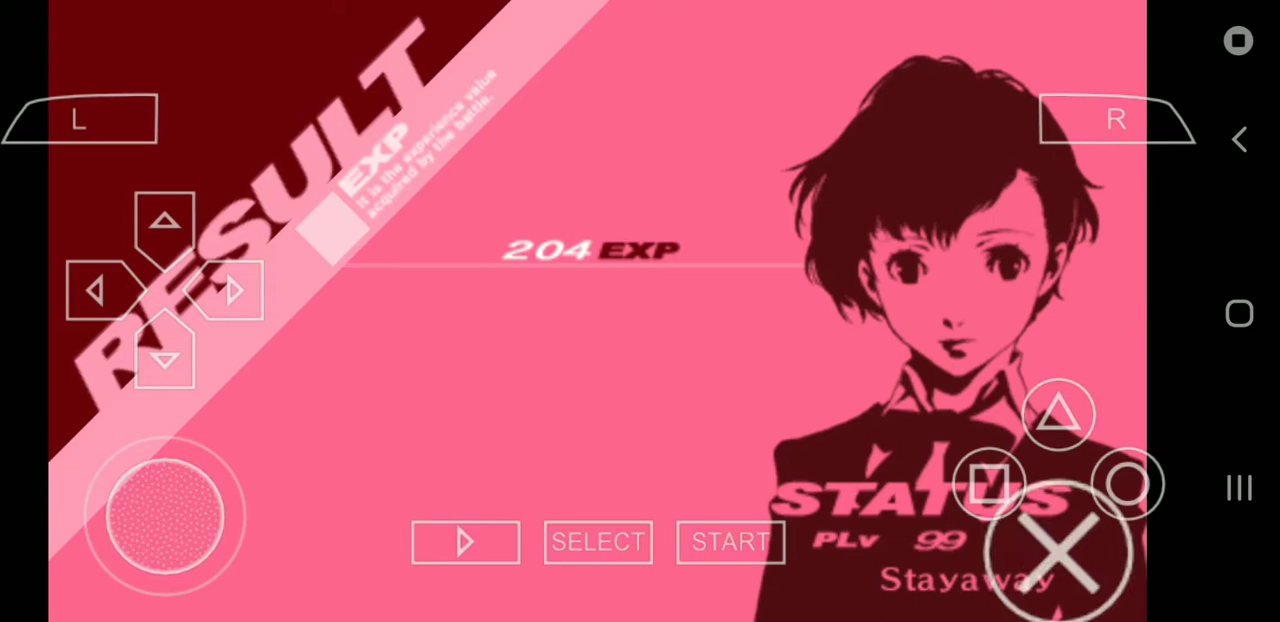 L
R
RESULT
EXP
it is the experience value
acquired by the battle.
204 EXP
STATUS
PLv 99
Stayaway
SELECT
START